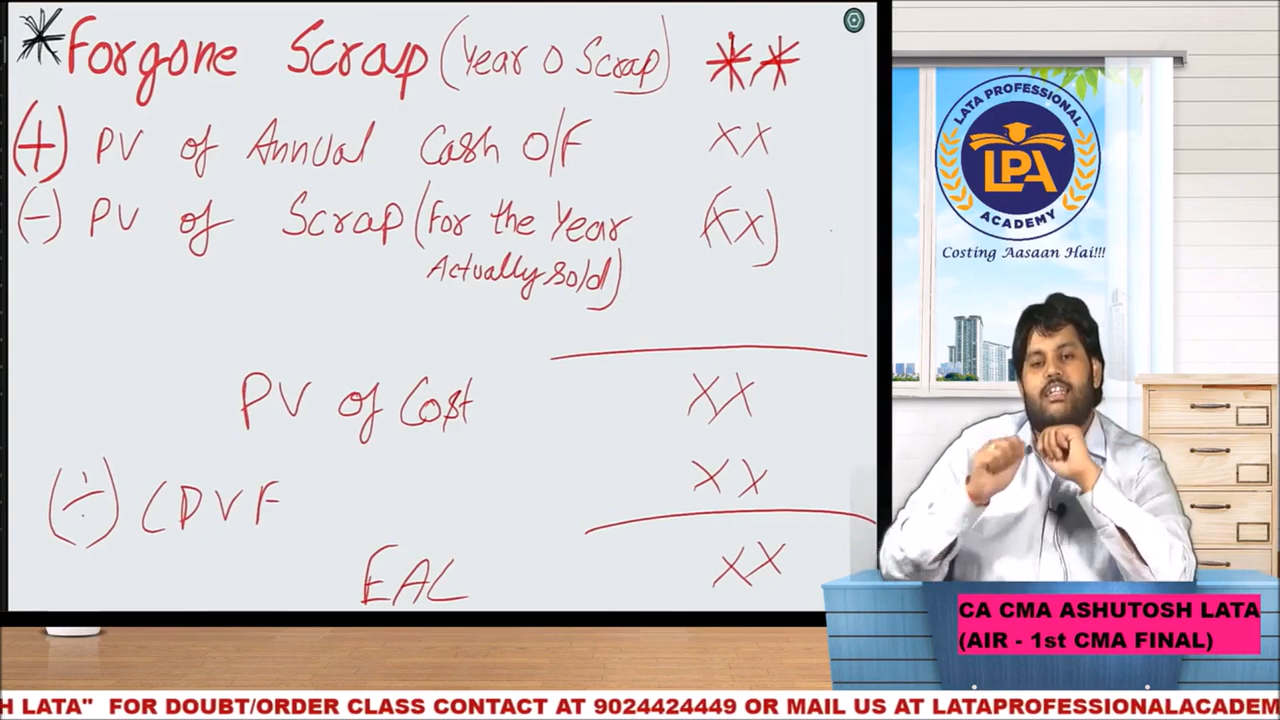 *Forgone Scrap (Year 0 Scrap) **
(+) PV of Annual Cash O/F XX
(-) PV of Scrap (for the Year Actually sold) (XX)
PV of Cost XX
(÷) CDVF XX
EAC XX
LATA PROFESSIONAL
LPA
ACADEMY
Costing Aasaan Hai!!!
CA CMA ASHUTOSH LATA
(AIR - 1st CMA FINAL)
H LATA" FOR DOUBT/ORDER CLASS CONTACT AT 9024424449 OR MAIL US AT LATAPROFESSIONALACADEM